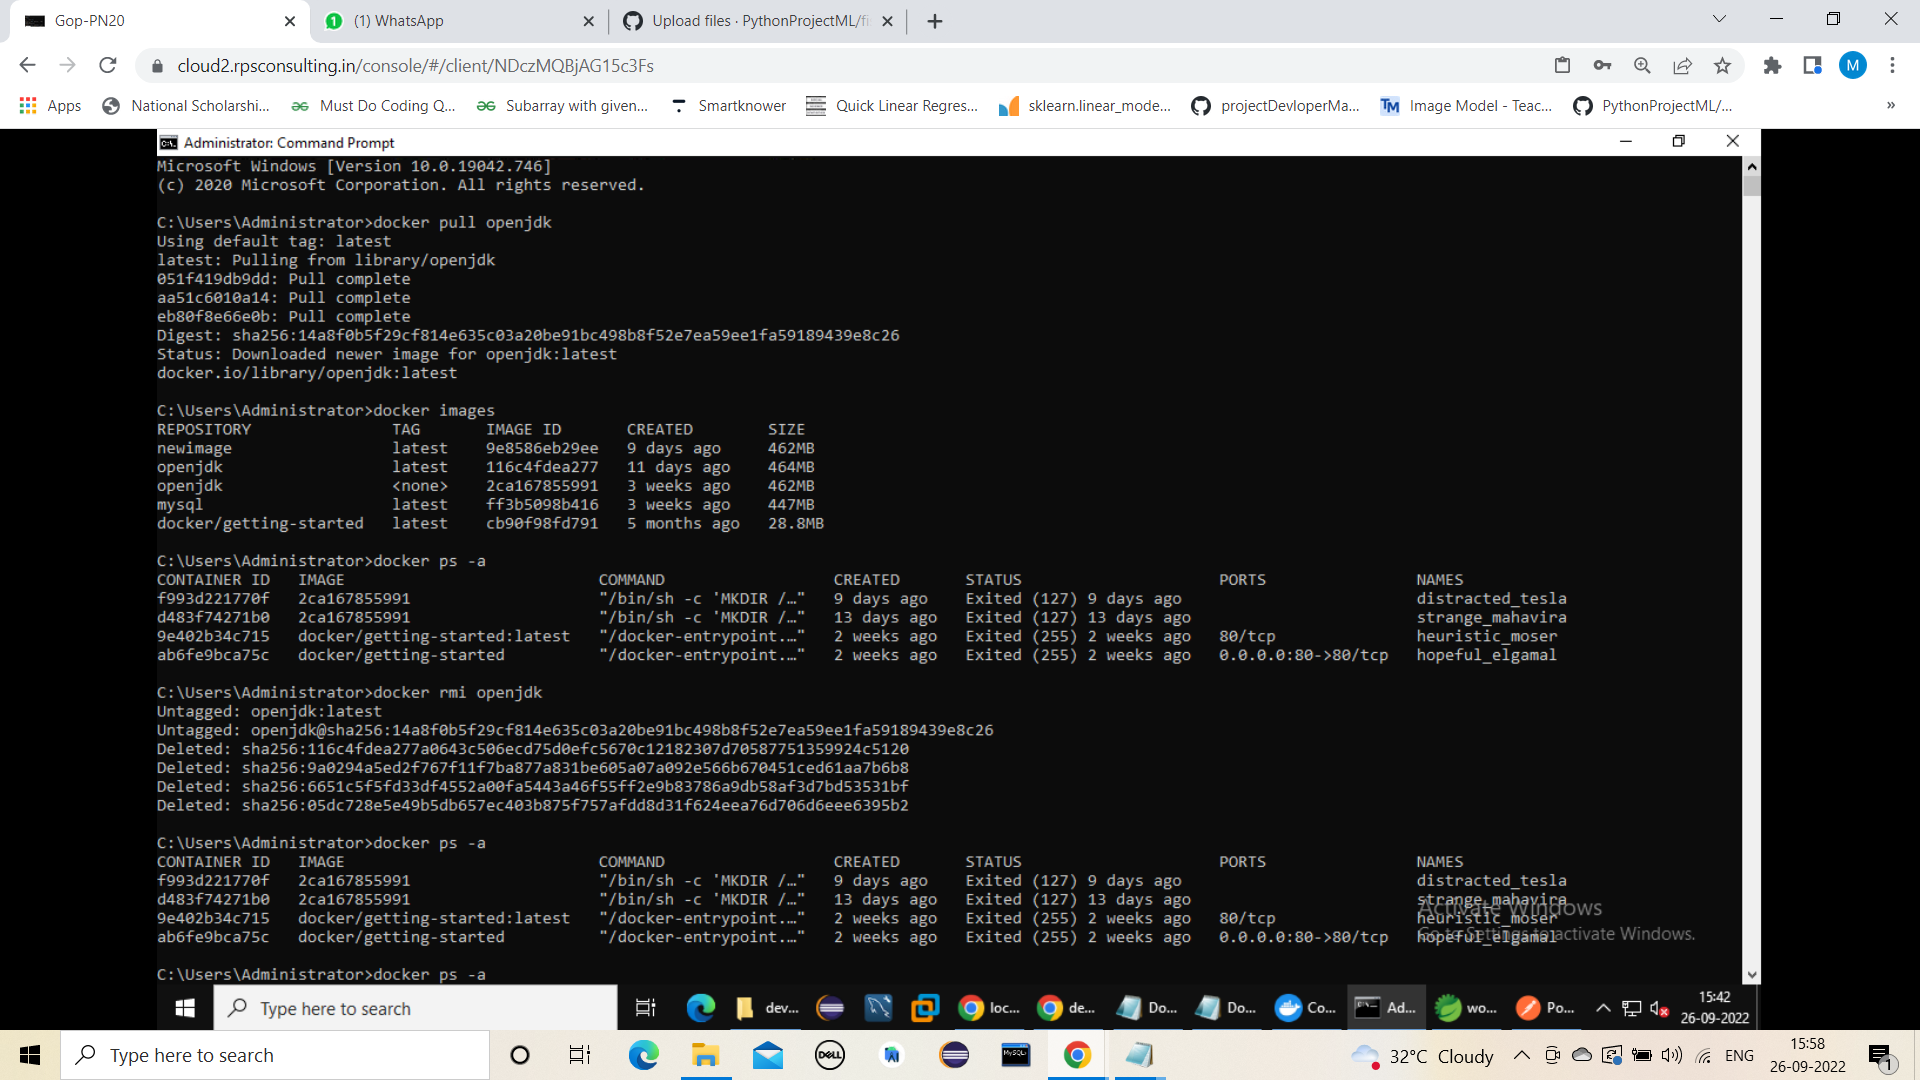 Gop-PN20
(1) WhatsApp
Upload files · PythonProjectML/fi
cloud2.rpsconsulting.in/console/#/client/NDczMQBjAG15c3Fs
M
Apps
National Scholarshi...
Must Do Coding Q...
Subarray with given...
Smartknower
Quick Linear Regres...
sklearn.linear_mode...
projectDevloperMa...
TM
Image Model - Teac...
PythonProjectML/...
»
Administrator: Command Prompt
Microsoft Windows [Version 10.0.19042.746]
(c) 2020 Microsoft Corporation. All rights reserved.
C:\Users\Administrator>docker pull openjdk
Using default tag: latest
latest: Pulling from library/openjdk
051f419db9dd: Pull complete
aa51c6010a14: Pull complete
eb80f8e66e0b: Pull complete
Digest: sha256:14a8f0b5f29cf814e635c03a20be91bc498b8f52e7ea59ee1fa59189439e8c26
Status: Downloaded newer image for openjdk:latest
docker.io/library/openjdk:latest
C:\Users\Administrator>docker images
REPOSITORY TAG IMAGE ID CREATED SIZE
newimage latest 9e8586eb29ee 9 days ago 462MB
openjdk latest 116c4fdea277 11 days ago 464MB
openjdk <none> 2ca167855991 3 weeks ago 462MB
mysql latest ff3b5098b416 3 weeks ago 447MB
docker/getting-started latest cb90f98fd791 5 months ago 28.8MB
C:\Users\Administrator>docker ps -a
CONTAINER ID IMAGE COMMAND CREATED STATUS PORTS NAMES
f993d221770f 2ca167855991 "/bin/sh -c 'MKDIR /…" 9 days ago Exited (127) 9 days ago distracted_tesla
d483f74271b0 2ca167855991 "/bin/sh -c 'MKDIR /…" 13 days ago Exited (127) 13 days ago strange_mahavira
9e402b34c715 docker/getting-started:latest "/docker-entrypoint.…" 2 weeks ago Exited (255) 2 weeks ago 80/tcp heuristic_moser
ab6fe9bca75c docker/getting-started "/docker-entrypoint.…" 2 weeks ago Exited (255) 2 weeks ago 0.0.0.0:80->80/tcp hopeful_elgamal
C:\Users\Administrator>docker rmi openjdk
Untagged: openjdk:latest
Untagged: openjdk@sha256:14a8f0b5f29cf814e635c03a20be91bc498b8f52e7ea59ee1fa59189439e8c26
Deleted: sha256:116c4fdea277a0643c506ecd75d0efc5670c12182307d70587751359924c5120
Deleted: sha256:9a0294a5ed2f767f11f7ba877a831be605a07a092e566b670451ced61aa7b6b8
Deleted: sha256:6651c5f5fd33df4552a00fa5443a46f55ff2e9b83786a9db58af3d7bd53531bf
Deleted: sha256:05dc728e5e49b5db657ec403b875f757afdd8d31f624eea76d706d6eee6395b2
C:\Users\Administrator>docker ps -a
CONTAINER ID IMAGE COMMAND CREATED STATUS PORTS NAMES
f993d221770f 2ca167855991 "/bin/sh -c 'MKDIR /…" 9 days ago Exited (127) 9 days ago distracted_tesla
d483f74271b0 2ca167855991 "/bin/sh -c 'MKDIR /…" 13 days ago Exited (127) 13 days ago strange_mahavira
9e402b34c715 docker/getting-started:latest "/docker-entrypoint.…" 2 weeks ago Exited (255) 2 weeks ago 80/tcp heuristic_moser
ab6fe9bca75c docker/getting-started "/docker-entrypoint.…" 2 weeks ago Exited (255) 2 weeks ago 0.0.0.0:80->80/tcp hopeful_elgamal
Activate Windows
Go to Settings to activate Windows.
C:\Users\Administrator>docker ps -a
Type here to search
dev...
loc...
de...
Do...
Do...
Co...
Ad...
wo...
Po...
15:42
26-09-2022
Type here to search
DELL
MySQL
32°C Cloudy
ENG
15:58
26-09-2022
1